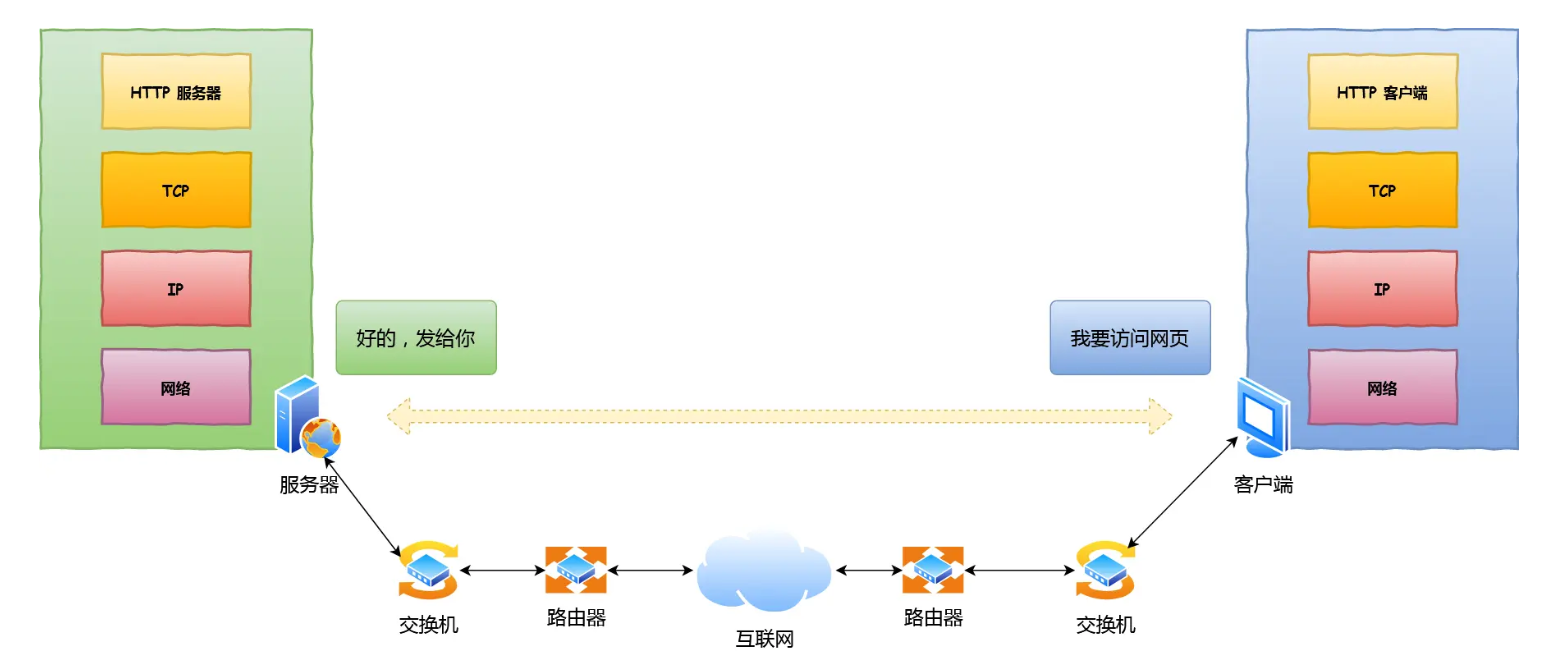 HTTP 服务器
TCP
IP
网络
服务器
好的，发给你
我要访问网页
HTTP 客户端
TCP
IP
网络
客户端
交换机
路由器
互联网
路由器
交换机